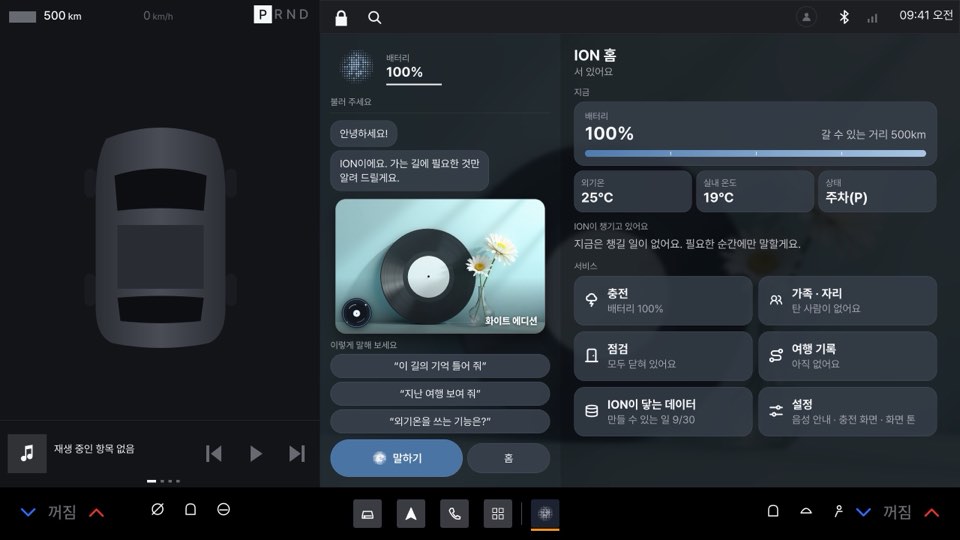 500 km
0 km/h
P R N D
09:41 오전
배터리
100%
불러 주세요
안녕하세요!
ION이에요. 가는 길에 필요한 것만
알려 드릴게요.
화이트 에디션
이렇게 말해 보세요
“이 길의 기억 틀어 줘”
“지난 여행 보여 줘”
“외기온을 쓰는 기능은?”
말하기
홈
ION 홈
서 있어요
지금
배터리
100%
갈 수 있는 거리 500km
외기온
25°C
실내 온도
19°C
상태
주차(P)
ION이 챙기고 있어요
지금은 챙길 일이 없어요. 필요한 순간에만 말할게요.
서비스
충전
배터리 100%
가족 · 자리
탄 사람이 없어요
점검
모두 닫혀 있어요
여행 기록
아직 없어요
ION이 닿는 데이터
만들 수 있는 일 9/30
설정
음성 안내 · 충전 화면 · 화면 톤
재생 중인 항목 없음
꺼짐
꺼짐